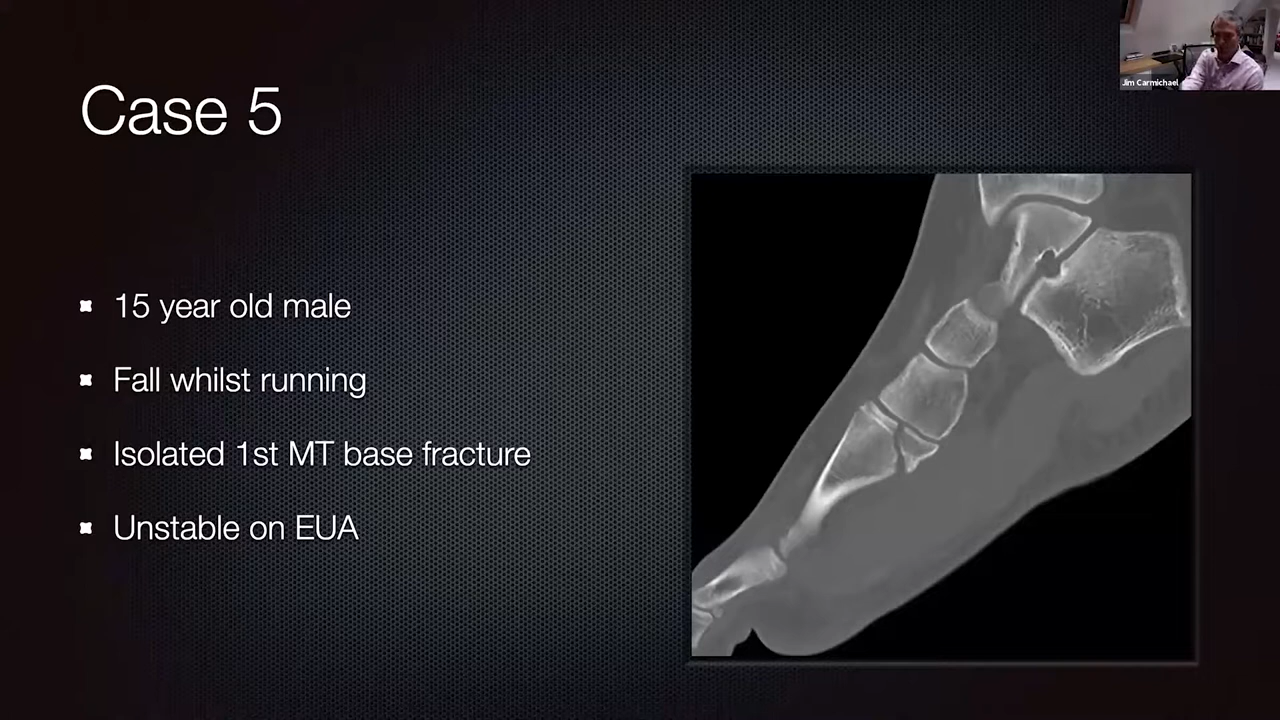 Jim Carmichael
Case 5
15 year old male
Fall whilst running
Isolated 1st MT base fracture
Unstable on EUA